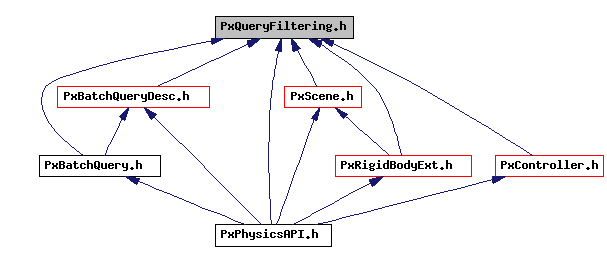 PxQueryFiltering.h
PxBatchQueryDesc.h
PxScene.h
PxBatchQuery.h
PxRigidBodyExt.h
PxController.h
PxPhysicsAPI.h